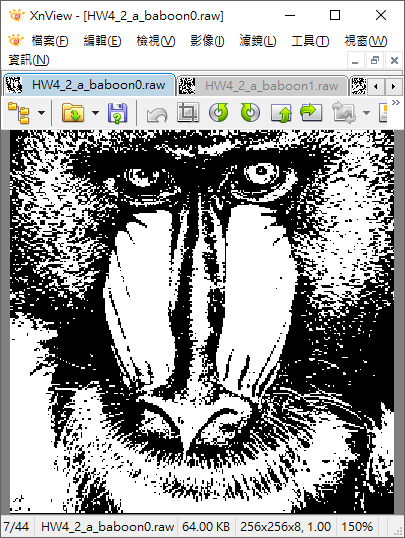 XnView - [HW4_2_a_baboon0.raw]
檔案(F) 編輯(E) 檢視(V) 影像(I) 濾鏡(L) 工具(T) 視窗(W)
資訊(N)
HW4_2_a_baboon0.raw HW4_2_a_baboon1.raw
7/44 HW4_2_a_baboon0.raw 64.00 KB 256x256x8, 1.00 150%